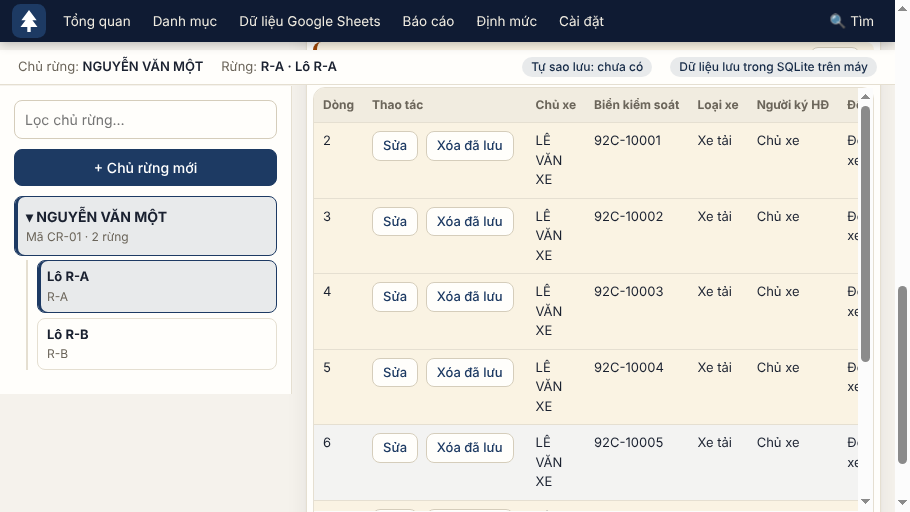 Tổng quan Danh mục Dữ liệu Google Sheets Báo cáo Định mức Cài đặt 🔍 Tìm
Chủ rừng: NGUYỄN VĂN MỘT Rừng: R-A · Lô R-A Tự sao lưu: chưa có Dữ liệu lưu trong SQLite trên máy
Lọc chủ rừng...
+ Chủ rừng mới
▾ NGUYỄN VĂN MỘT
Mã CR-01 · 2 rừng
Lô R-A
R-A
Lô R-B
R-B
Dòng Thao tác Chủ xe Biển kiểm soát Loại xe Người ký HĐ
2 Sửa Xóa đã lưu LÊ VĂN XE 92C-10001 Xe tải Chủ xe
3 Sửa Xóa đã lưu LÊ VĂN XE 92C-10002 Xe tải Chủ xe
4 Sửa Xóa đã lưu LÊ VĂN XE 92C-10003 Xe tải Chủ xe
5 Sửa Xóa đã lưu LÊ VĂN XE 92C-10004 Xe tải Chủ xe
6 Sửa Xóa đã lưu LÊ VĂN XE 92C-10005 Xe tải Chủ xe